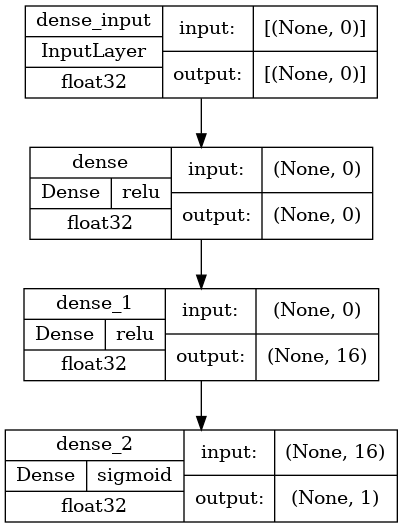 dense_input
InputLayer
float32
input: [(None, 0)]
output: [(None, 0)]
dense
Dense relu
float32
input: (None, 0)
output: (None, 0)
dense_1
Dense relu
float32
input: (None, 0)
output: (None, 16)
dense_2
Dense sigmoid
float32
input: (None, 16)
output: (None, 1)